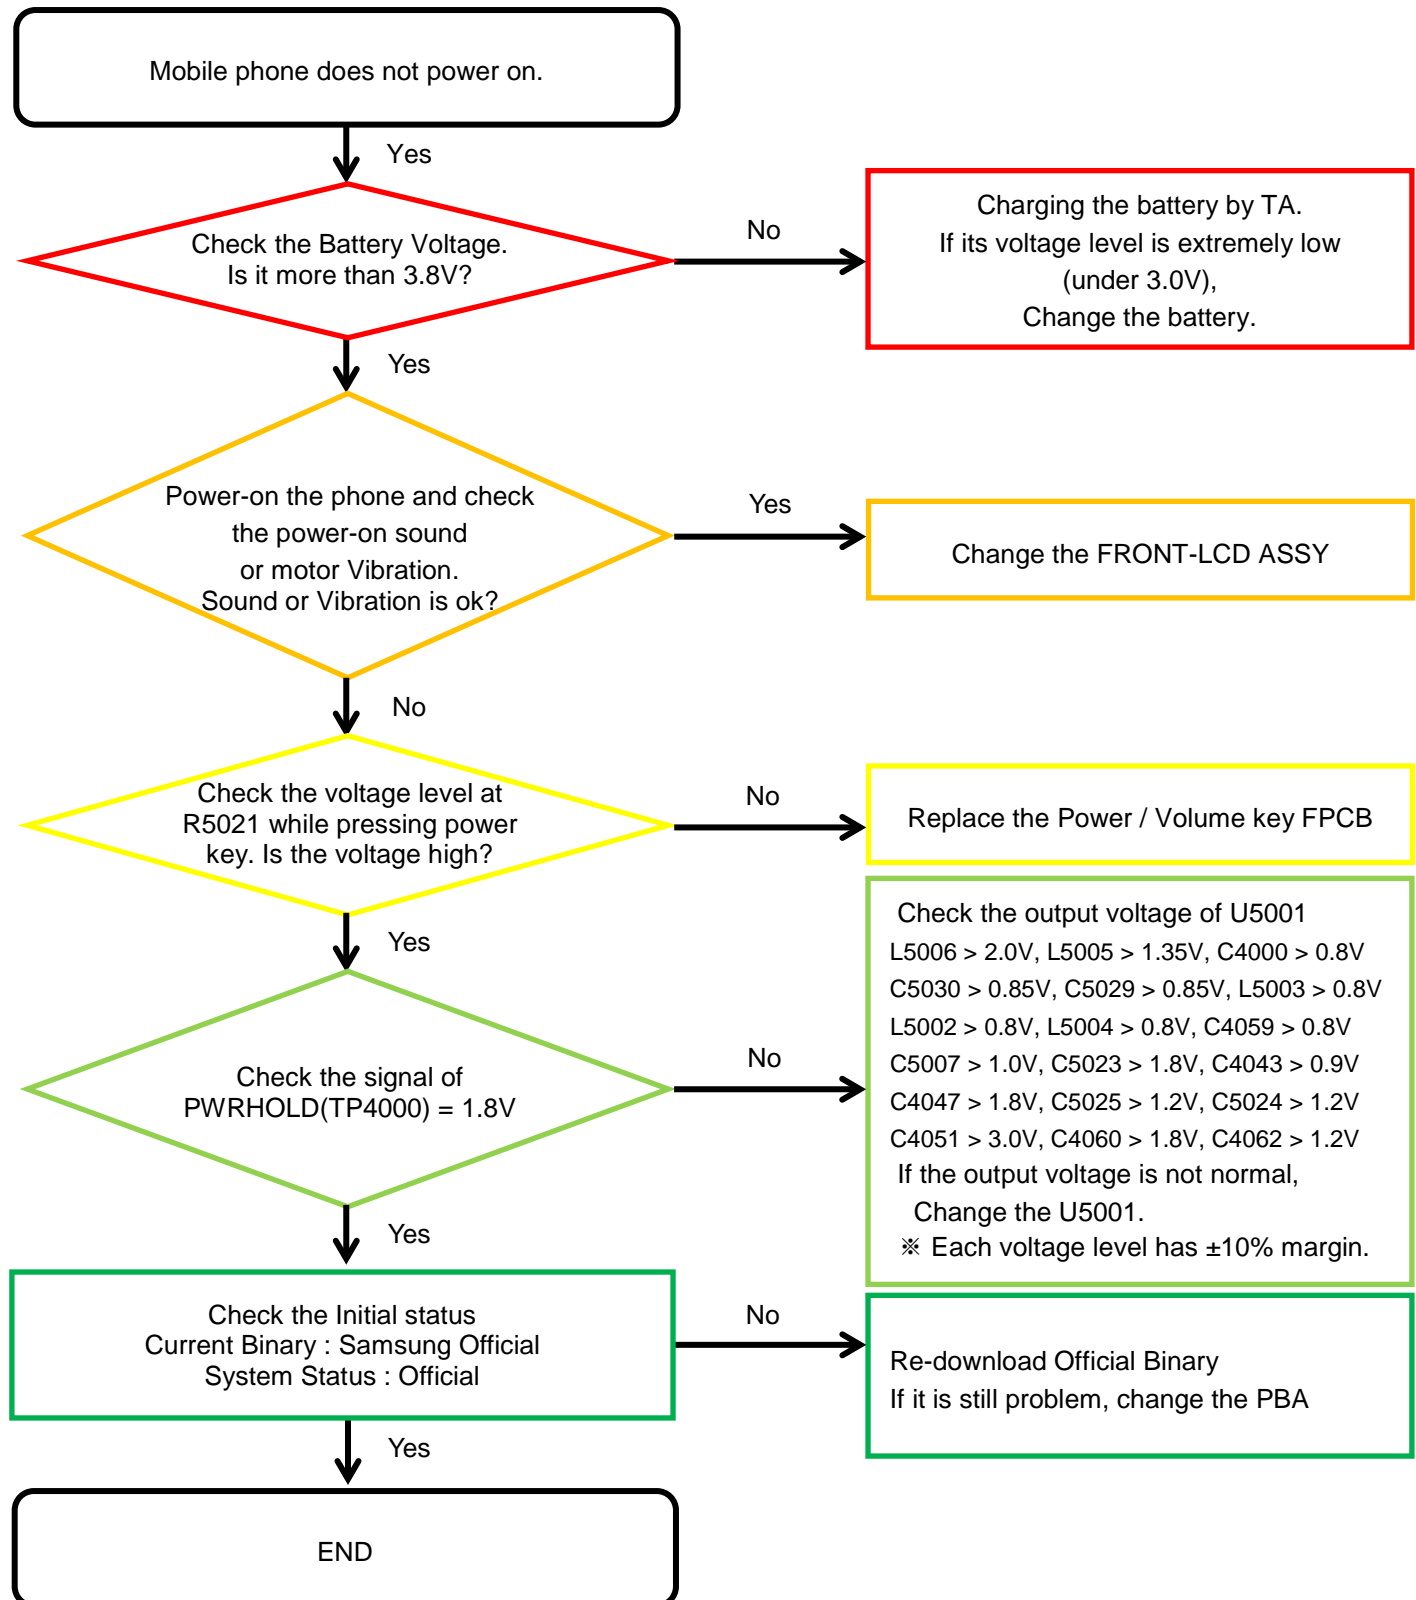 Mobile phone does not power on.
Yes
Check the Battery Voltage.
Is it more than 3.8V?
No
Charging the battery by TA.
If its voltage level is extremely low
(under 3.0V),
Change the battery.
Yes
Power-on the phone and check
the power-on sound
or motor Vibration.
Sound or Vibration is ok?
Yes
Change the FRONT-LCD ASSY
No
Check the voltage level at
R5021 while pressing power
key. Is the voltage high?
No
Replace the Power / Volume key FPCB
Yes
Check the signal of
PWRHOLD(TP4000) = 1.8V
No
Check the output voltage of U5001
L5006 > 2.0V, L5005 > 1.35V, C4000 > 0.8V
C5030 > 0.85V, C5029 > 0.85V, L5003 > 0.8V
L5002 > 0.8V, L5004 > 0.8V, C4059 > 0.8V
C5007 > 1.0V, C5023 > 1.8V, C4043 > 0.9V
C4047 > 1.8V, C5025 > 1.2V, C5024 > 1.2V
C4051 > 3.0V, C4060 > 1.8V, C4062 > 1.2V
If the output voltage is not normal,
Change the U5001.
※ Each voltage level has ±10% margin.
Yes
Check the Initial status
Current Binary : Samsung Official
System Status : Official
No
Re-download Official Binary
If it is still problem, change the PBA
Yes
END